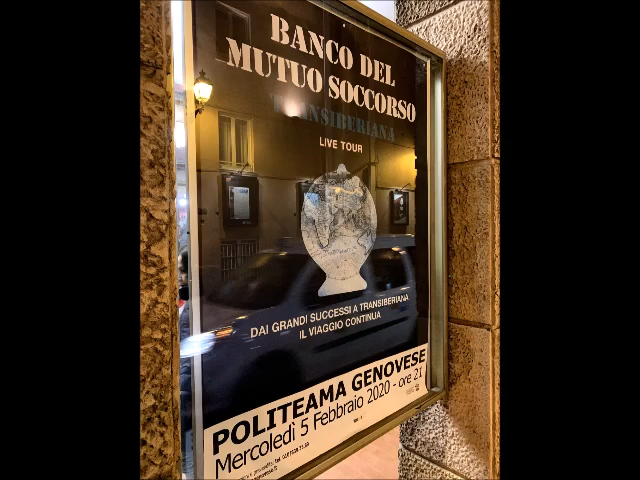 BANCO DEL
MUTUO SOCCORSO
TRANSIBERIANA
LIVE TOUR
DAI GRANDI SUCCESSI A TRANSIBERIANA
IL VIAGGIO CONTINUA
POLITEAMA GENOVESE
Mercoledì 5 Febbraio 2020 - ore 21